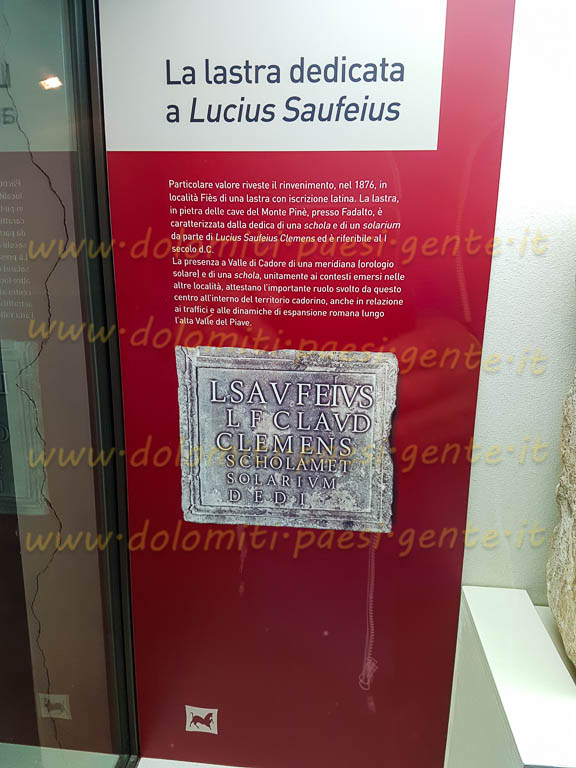 La lastra dedicata
a Lucius Saufeius
Particolare valore riveste il rinvenimento, nel 1876, in
località Fiès di una lastra con iscrizione latina. La lastra,
in pietra delle cave del Monte Pinè, presso Fadalto, è
caratterizzata dalla dedica di una schola e di un solarium
da parte di Lucius Saufeius Clemens ed è riferibile al I
secolo d.C.
La presenza a Valle di Cadore di una meridiana (orologio
solare) e di una schola, unitamente ai contesti emersi nelle
altre località, attestano l'importante ruolo svolto da questo
centro all'interno del territorio cadorino, anche in relazione
ai traffici e alle dinamiche di espansione romana lungo
l'alta Valle del Piave.
L SAVFEIVS
L F CLAVD
CLEMENS
SCHOLAMET
SOLARIVM
DEDI
www.dolomiti.paesi.gente.it
www.dolomiti.paesi.gente.it
www.dolomiti.paesi.gente.it
www.dolomiti.paesi.gente.it